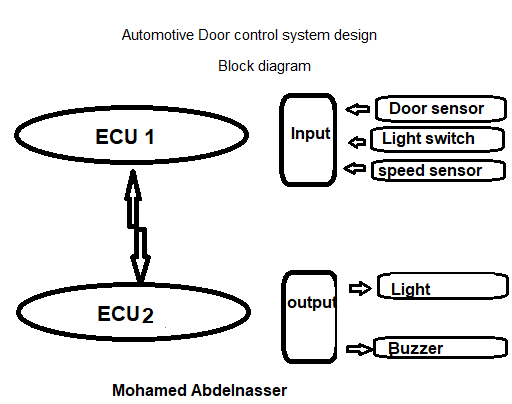 Automotive Door control system design
Block diagram
ECU 1
Input
Door sensor
Light switch
speed sensor
ECU 2
output
Light
Buzzer
Mohamed Abdelnasser